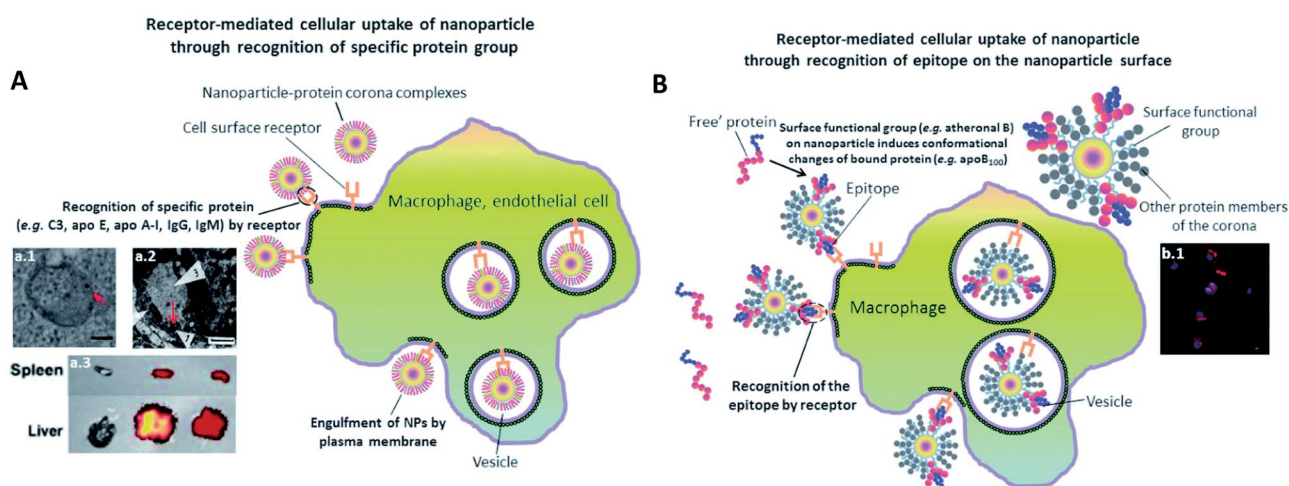 Receptor-mediated cellular uptake of nanoparticle
through recognition of specific protein group
A
Nanoparticle-protein corona complexes
Cell surface receptor
Macrophage, endothelial cell
Recognition of specific protein
(e.g. C3, apo E, apo A-I, IgG, IgM) by receptor
a.1
a.2
a.3
Spleen
Liver
Engulfment of NPs by
plasma membrane
Vesicle
Receptor-mediated cellular uptake of nanoparticle
through recognition of epitope on the nanoparticle surface
B
Free' protein
Surface functional group (e.g. atheronal B)
on nanoparticle induces conformational
changes of bound protein (e.g. apoB100)
Epitope
Surface functional
group
Other protein members
of the corona
b.1
Macrophage
Recognition of the
epitope by receptor
Vesicle